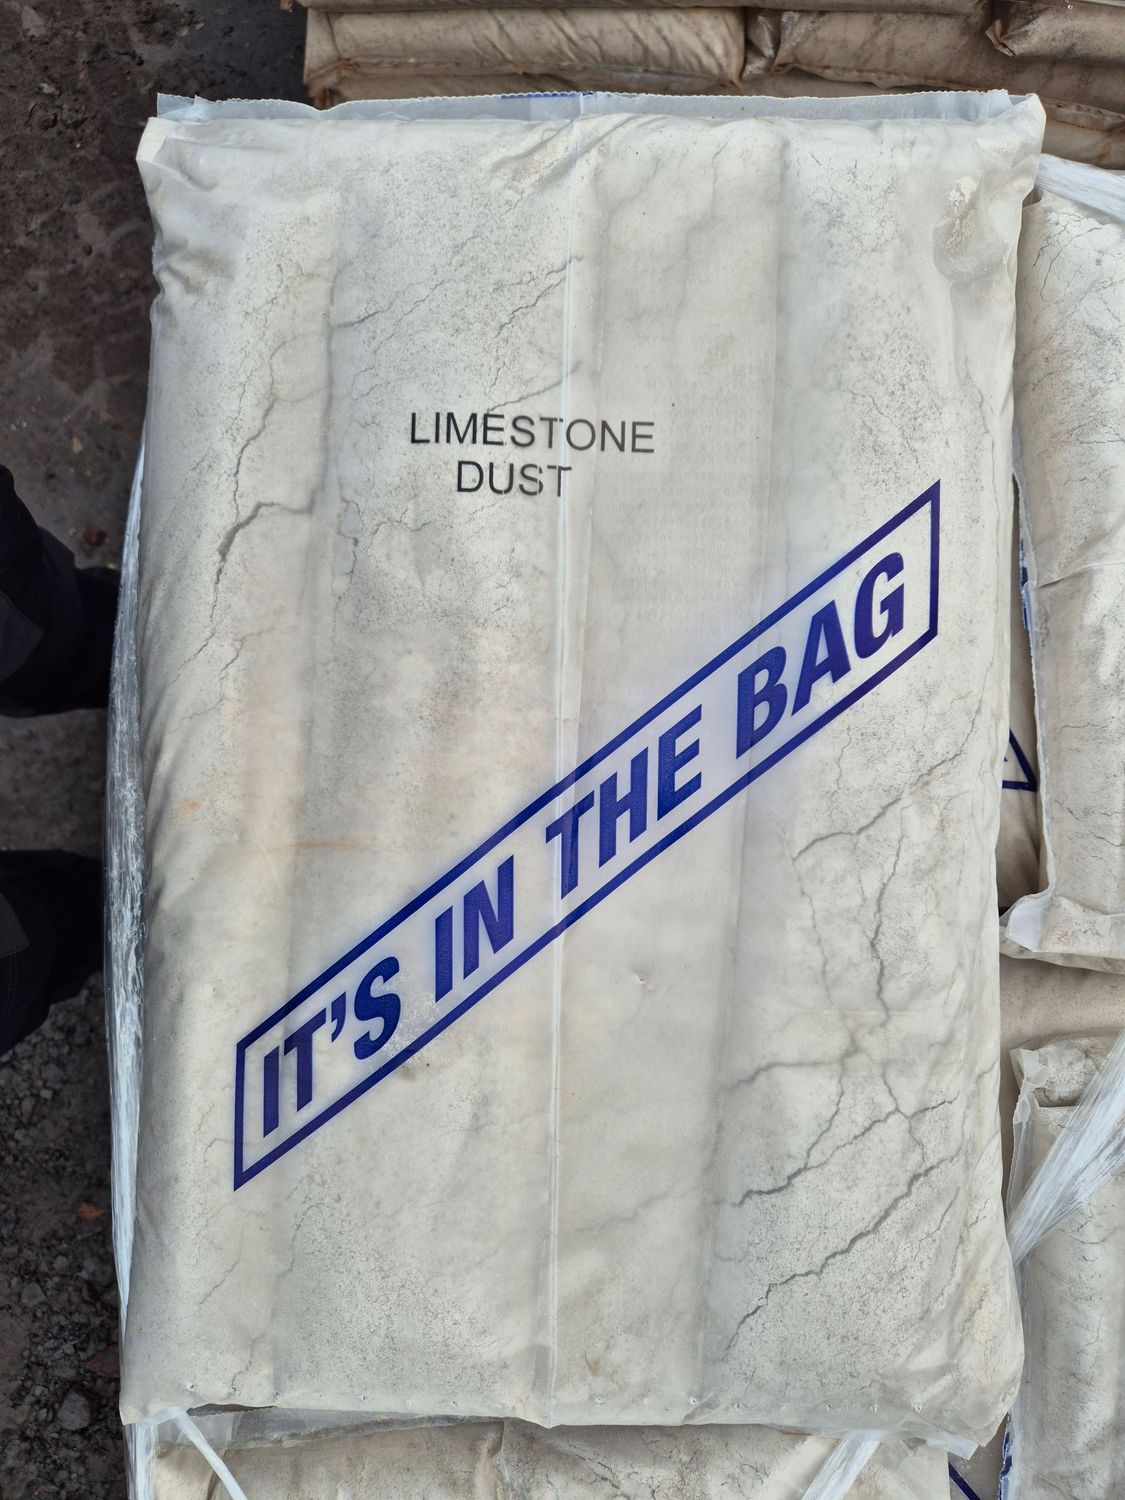 LIMESTONE
DUST
IT'S IN THE BAG